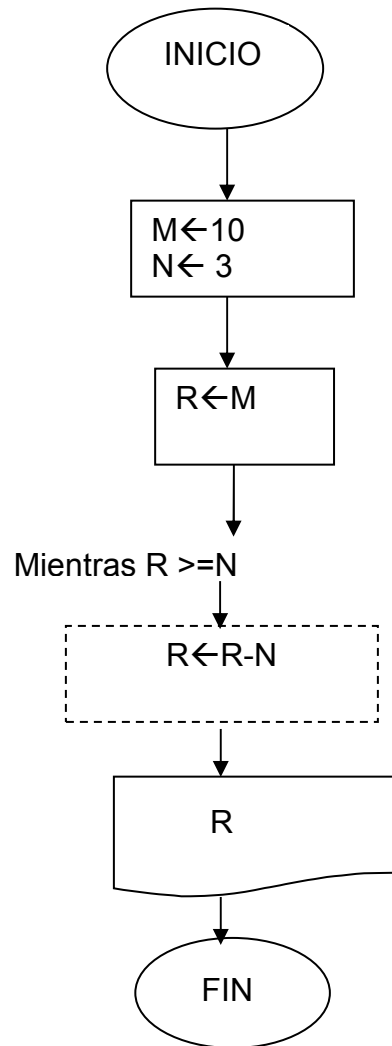 INICIO
M←10
N← 3
R←M
Mientras R >=N
R←R-N
R
FIN